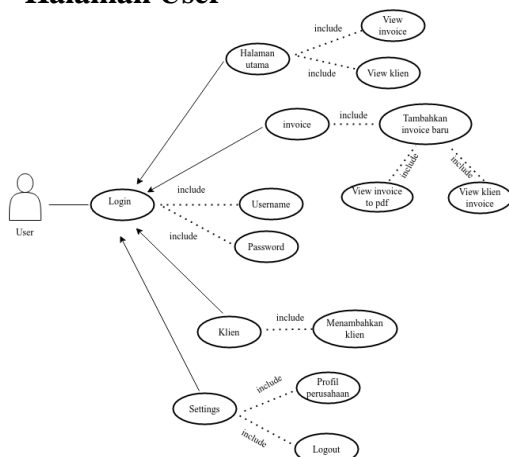 Halaman User
View
invoice
include
Halaman
utama
include
View klien
include
Tambahkan
invoice baru
invoice
include
include
View invoice
to pdf
View klien
invoice
include
Login
Username
User
include
Password
include
Klien
Menambahkan
klien
include
Profil
perusahaan
Settings
include
Logout